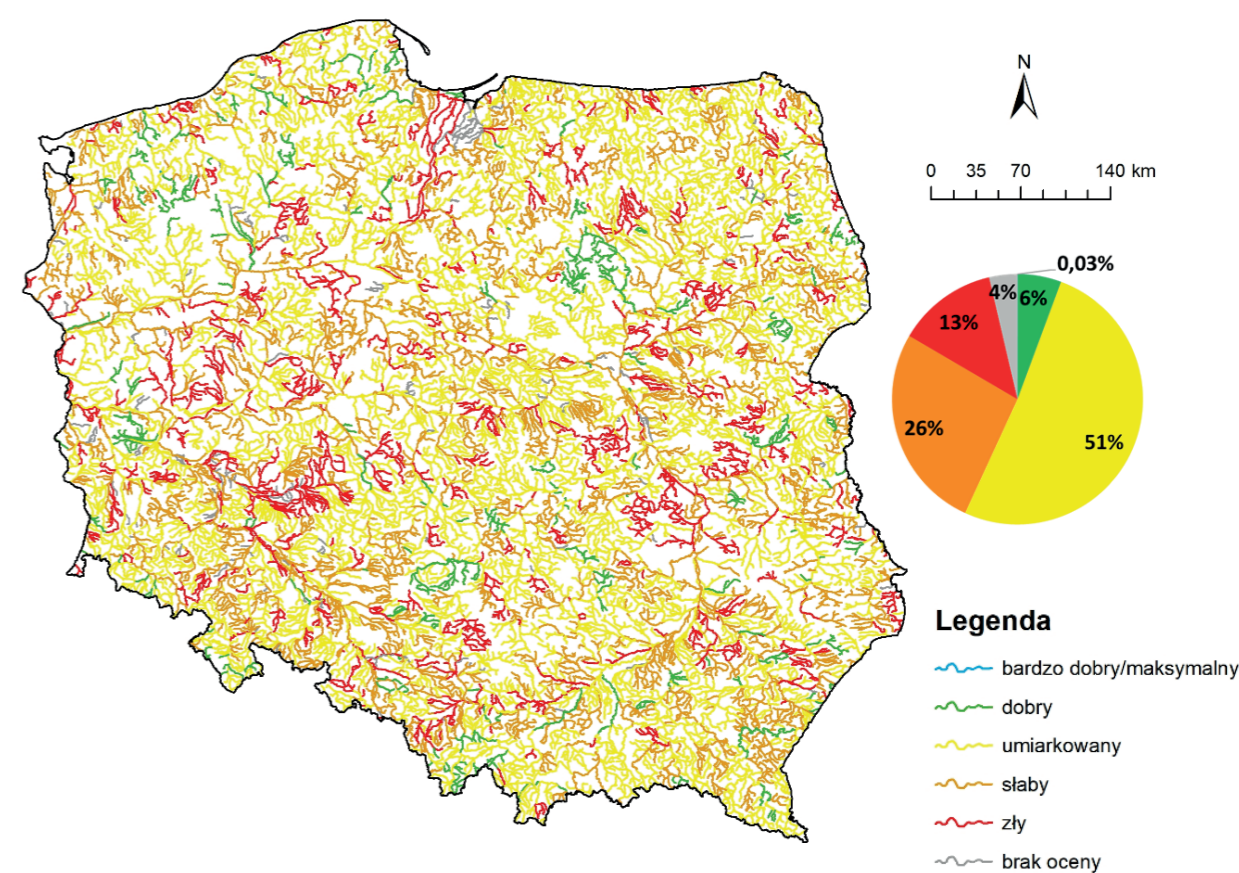 N
0 35 70 140 km
0,03%
4% 6%
13%
26%
51%
Legenda
bardzo dobry/maksymalny
dobry
umiarkowany
słaby
zły
brak oceny